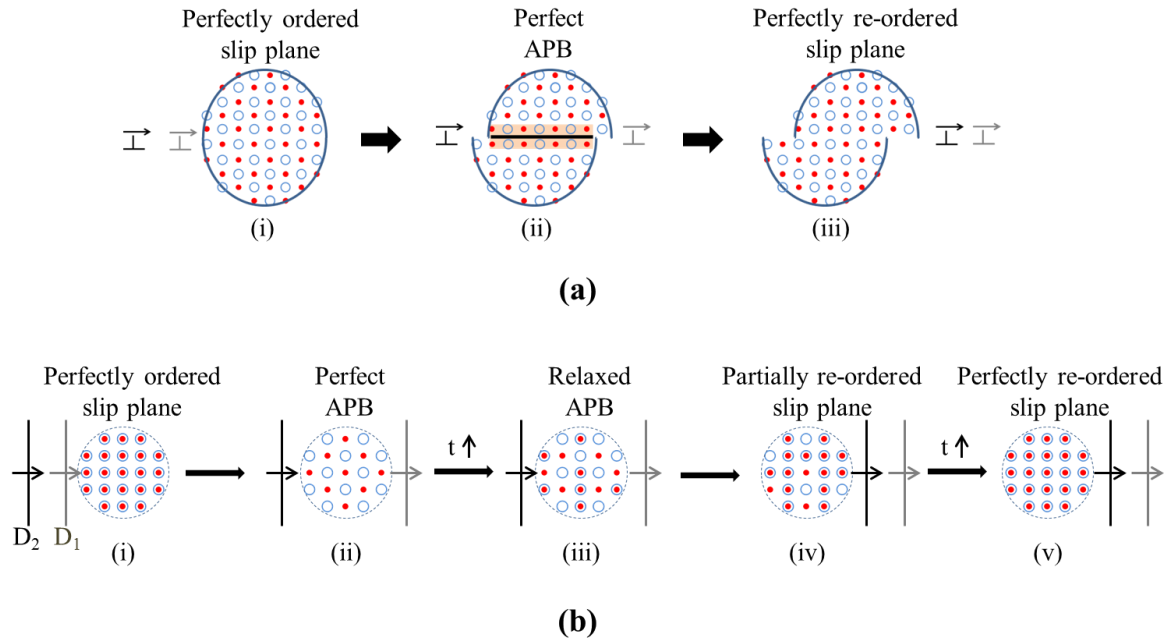 Perfectly ordered
slip plane
Perfect
APB
Perfectly re-ordered
slip plane
(i)
(ii)
(iii)
(a)
Perfectly ordered
slip plane
Perfect
APB
Relaxed
APB
Partially re-ordered
slip plane
Perfectly re-ordered
slip plane
t ↑
t ↑
D₂
D₁
(i)
(ii)
(iii)
(iv)
(v)
(b)